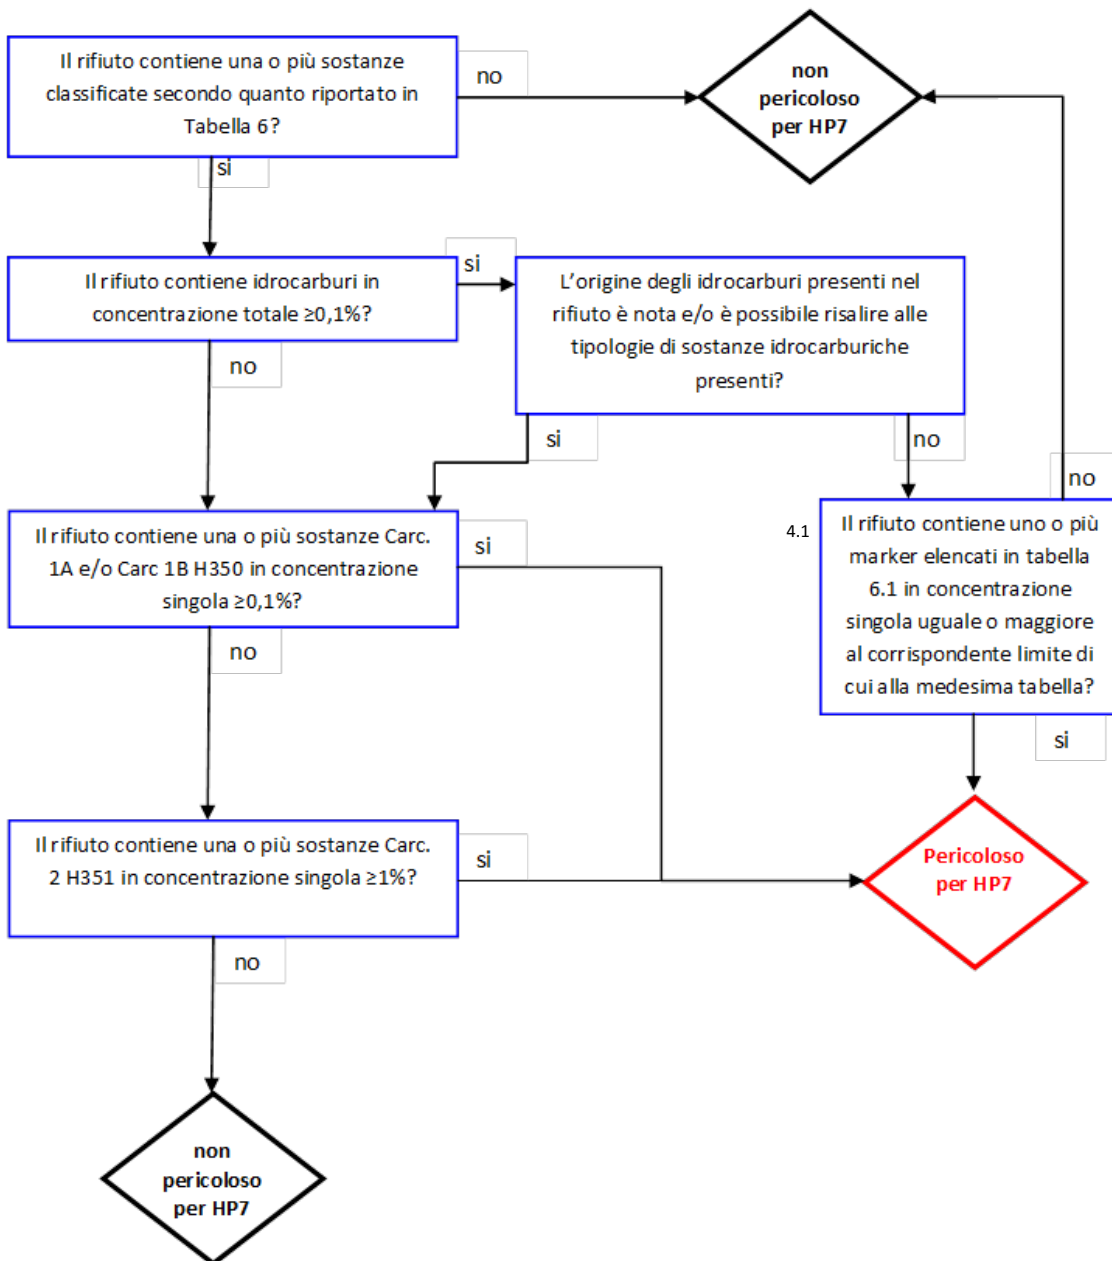 Il rifiuto contiene una o più sostanze
classificate secondo quanto riportato in
Tabella 6?
no
non
pericoloso
per HP7
si
Il rifiuto contiene idrocarburi in
concentrazione totale ≥0,1%?
si
L’origine degli idrocarburi presenti nel
rifiuto è nota e/o è possibile risalire alle
tipologie di sostanze idrocarburiche
presenti?
no
si
no
no
Il rifiuto contiene una o più sostanze Carc.
1A e/o Carc 1B H350 in concentrazione
singola ≥0,1%?
si
4.1
Il rifiuto contiene uno o più
marker elencati in tabella
6.1 in concentrazione
singola uguale o maggiore
al corrispondente limite di
cui alla medesima tabella?
no
si
Il rifiuto contiene una o più sostanze Carc.
2 H351 in concentrazione singola ≥1%?
si
Pericoloso
per HP7
no
non
pericoloso
per HP7